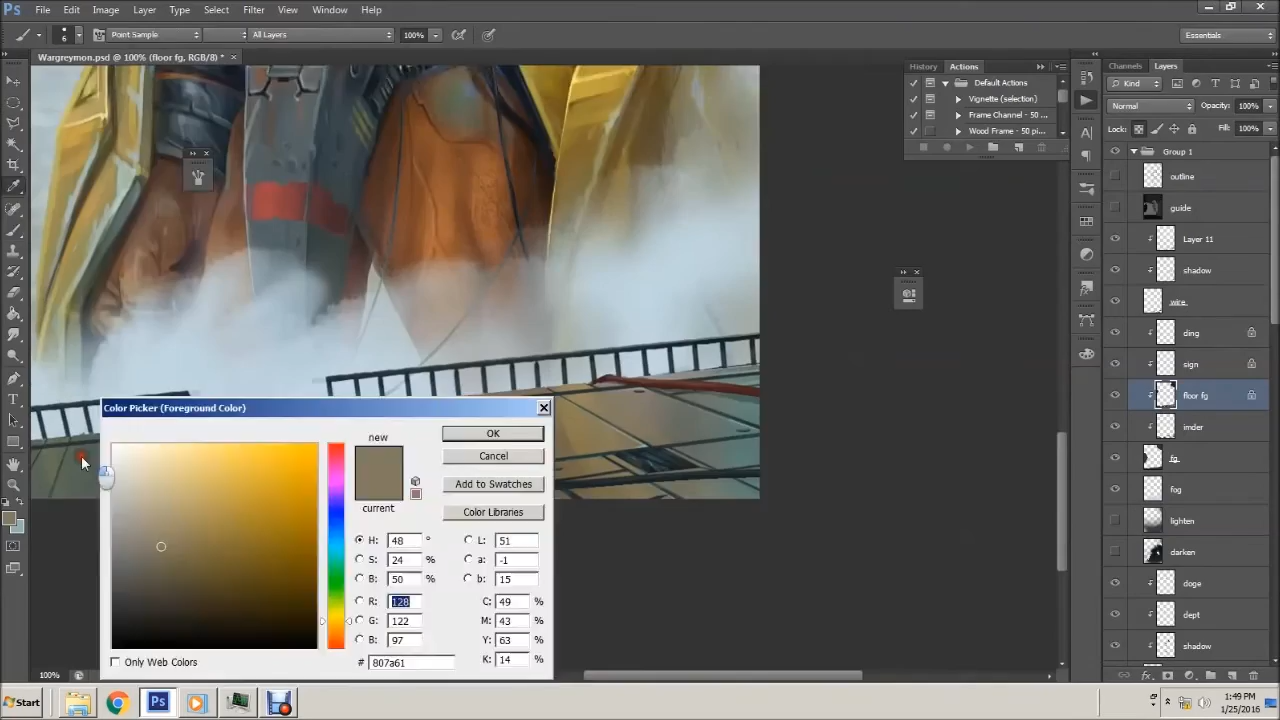 Ps File Edit Image Layer Type Select Filter View Window Help
6 Point Sample All Layers 100% Essentials
Wargreymon.psd @ 100% (floor fg, RGB/8) * ×
History Actions
Default Actions
Vignette (selection)
Frame Channel - 50 ...
Wood Frame - 50 pi...
Channels Layers
Kind
Normal Opacity: 100%
Lock: Fill: 100%
Group 1
outline
guide
Layer 11
shadow
wire
ding
sign
floor fg
imder
fg
fog
lighten
darken
doge
dept
shadow
Color Picker (Foreground Color)
new
current
OK
Cancel
Add to Swatches
Color Libraries
H: 48 °
S: 24 %
B: 50 %
R: 128
G: 122
B: 97
# 807a61
L: 51
a: -1
b: 15
C: 49 %
M: 43 %
Y: 63 %
K: 14 %
Only Web Colors
100%
fx
Start
Ps
1:49 PM
1/25/2016